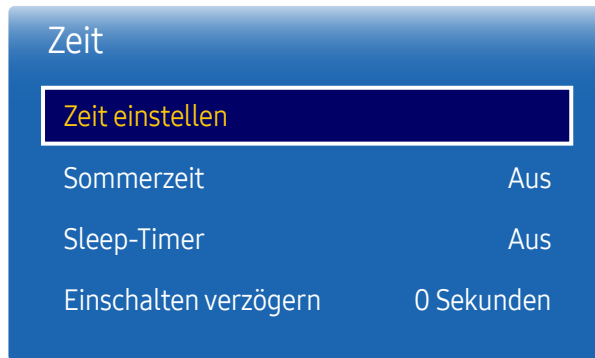 Zeit
Zeit einstellen
Sommerzeit Aus
Sleep-Timer Aus
Einschalten verzögern 0 Sekunden